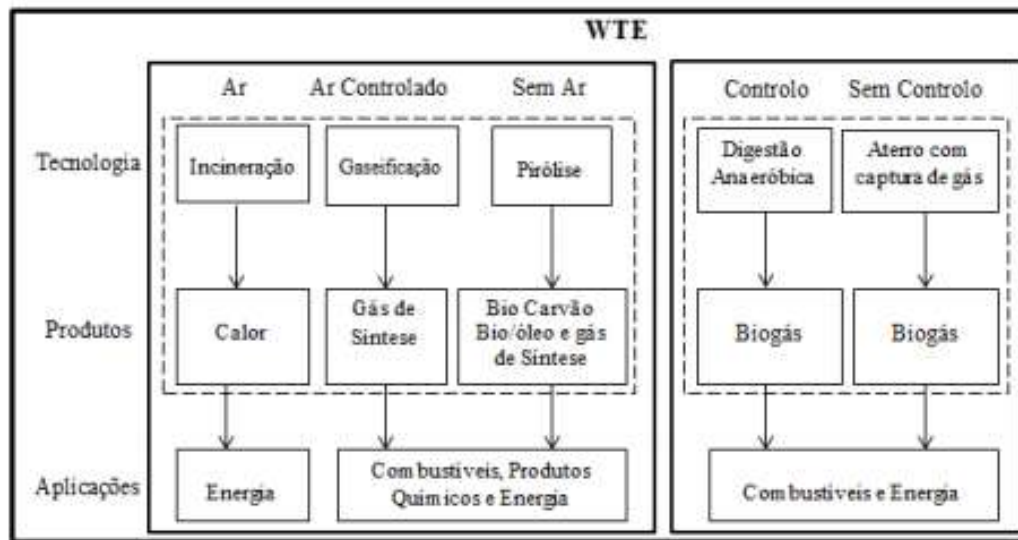 WTE
Ar
Ar Controlado
Sem Ar
Controlo
Sem Controlo
Tecnologia
Incineração
Gaseificação
Pirólise
Digestão
Anaeróbica
Aterro com
captura de gás
Produtos
Calor
Gás de
Síntese
Bio Carvão
Bio/óleo e gás
de Síntese
Biogás
Biogás
Aplicações
Energia
Combustíveis, Produtos
Químicos e Energia
Combustíveis e Energia